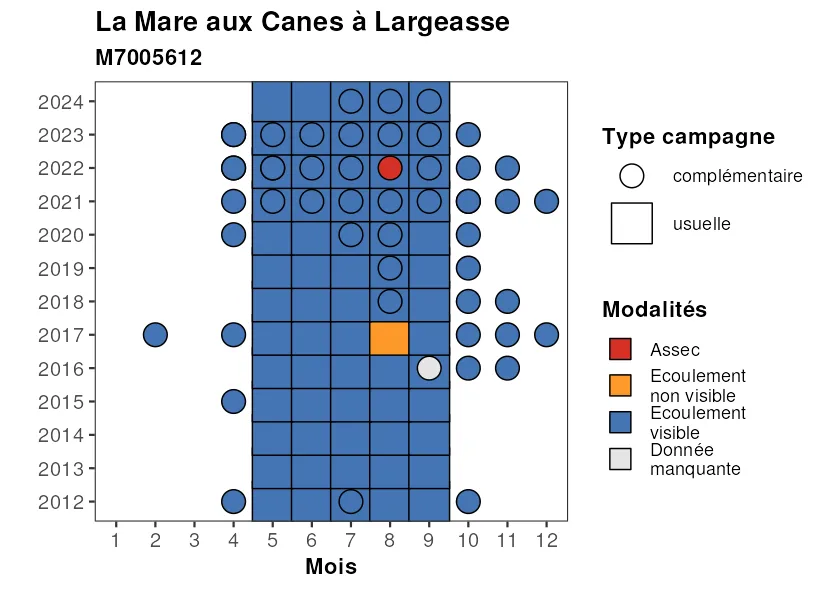 La Mare aux Canes à Largeasse
M7005612
2024
2023
2022
2021
2020
2019
2018
2017
2016
2015
2014
2013
2012
1 2 3 4 5 6 7 8 9 10 11 12
Mois
Type campagne
complémentaire
usuelle
Modalités
Assec
Ecoulement
non visible
Ecoulement
visible
Donnée
manquante